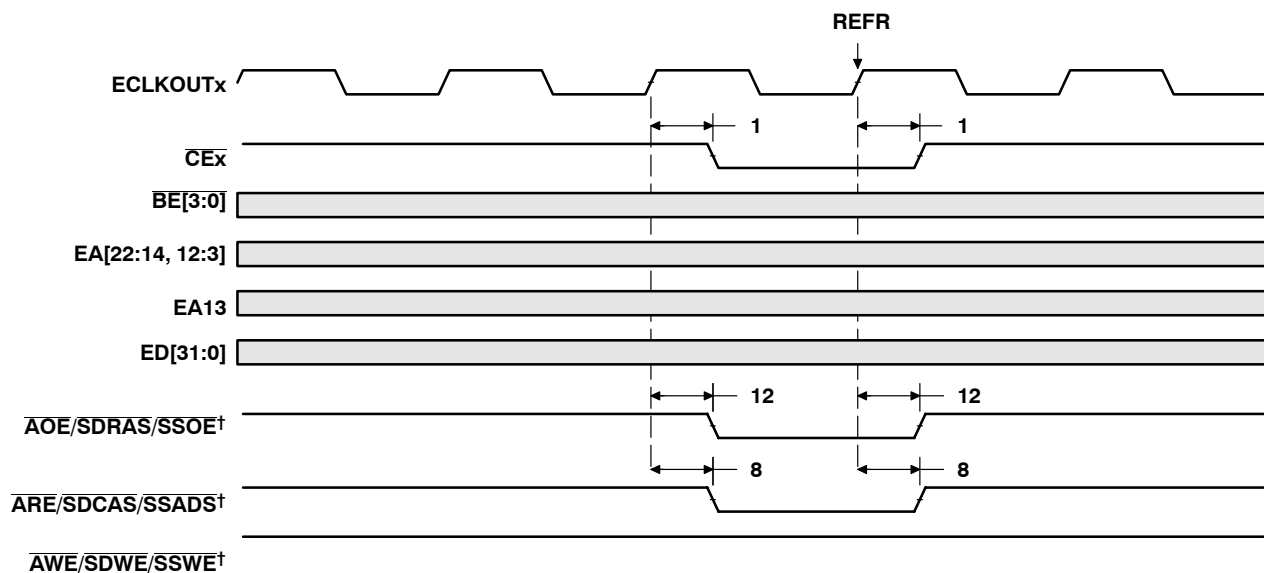 REFR
ECLKOUTx
1 1
CEx
BE[3:0]
EA[22:14, 12:3]
EA13
ED[31:0]
12 12
AOE/SDRAS/SSOE†
8 8
ARE/SDCAS/SSADS†
AWE/SDWE/SSWE†